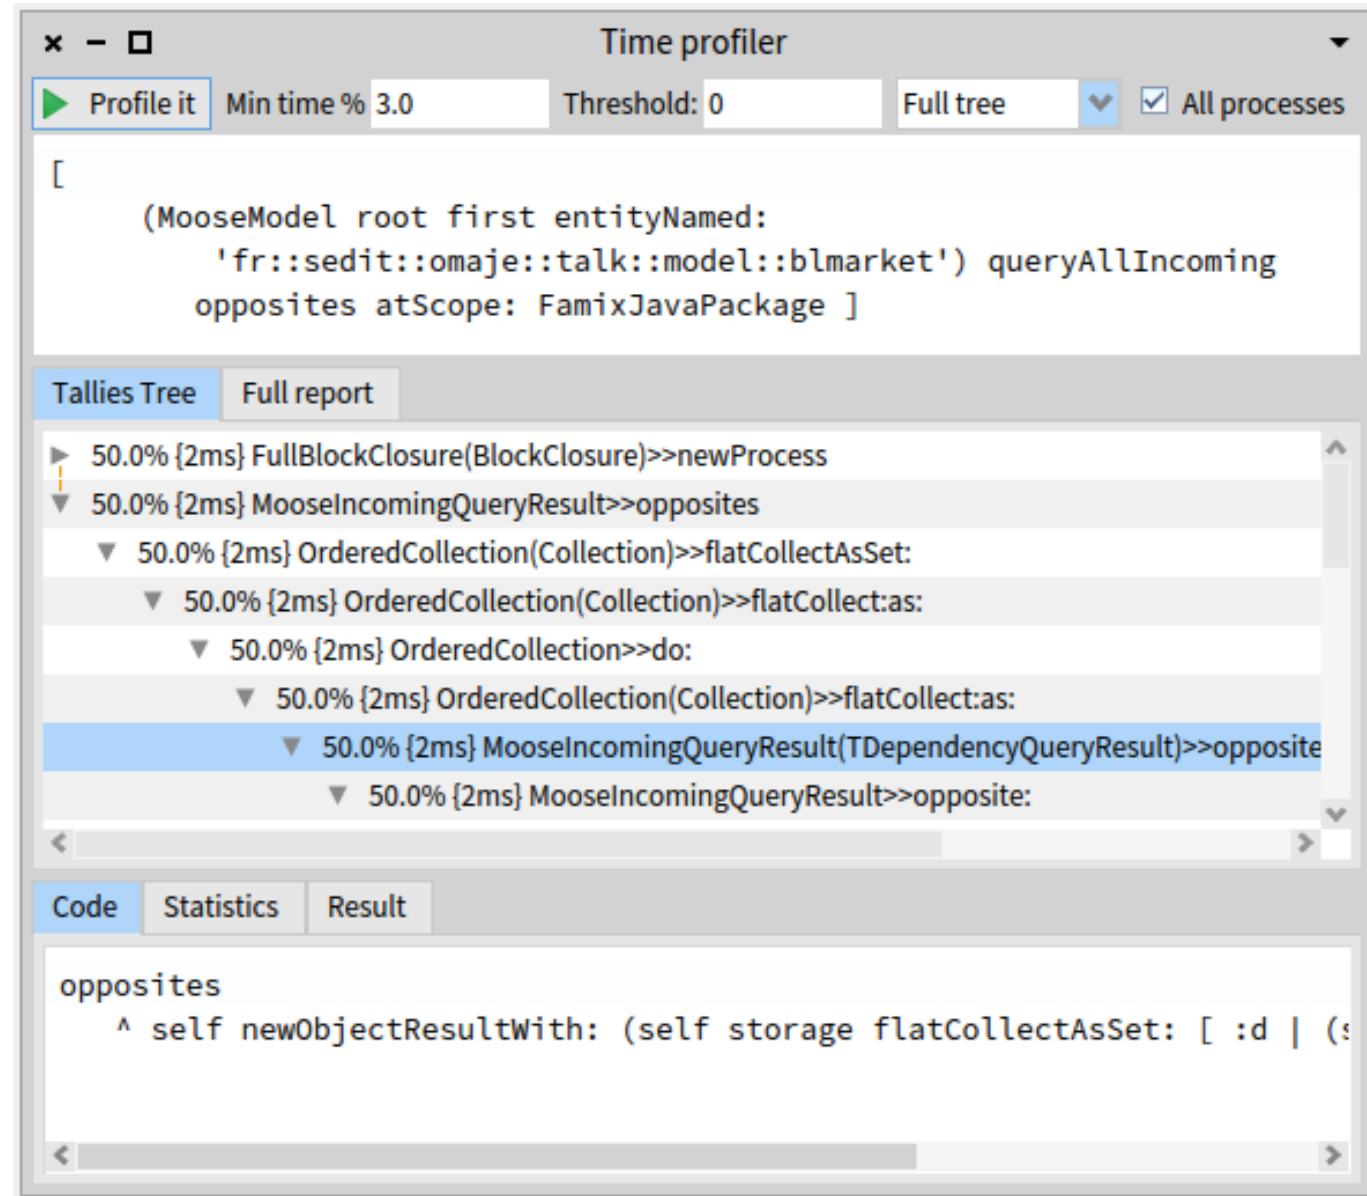 Time profiler
Profile it Min time % 3.0 Threshold: 0 Full tree All processes
[
(MooseModel root first entityNamed:
'fr::sedit::omaje::talk::model::blmarket') queryAllIncoming
opposites atScope: FamixJavaPackage ]
Tallies Tree Full report
50.0% {2ms} FullBlockClosure(BlockClosure)>>newProcess
50.0% {2ms} MooseIncomingQueryResult>>opposites
50.0% {2ms} OrderedCollection(Collection)>>flatCollectAsSet:
50.0% {2ms} OrderedCollection(Collection)>>flatCollect:as:
50.0% {2ms} OrderedCollection>>do:
50.0% {2ms} OrderedCollection(Collection)>>flatCollect:as:
50.0% {2ms} MooseIncomingQueryResult(TDependencyQueryResult)>>opposite
50.0% {2ms} MooseIncomingQueryResult>>opposite:
Code Statistics Result
opposites
^ self newObjectResultWith: (self storage flatCollectAsSet: [ :d | (s